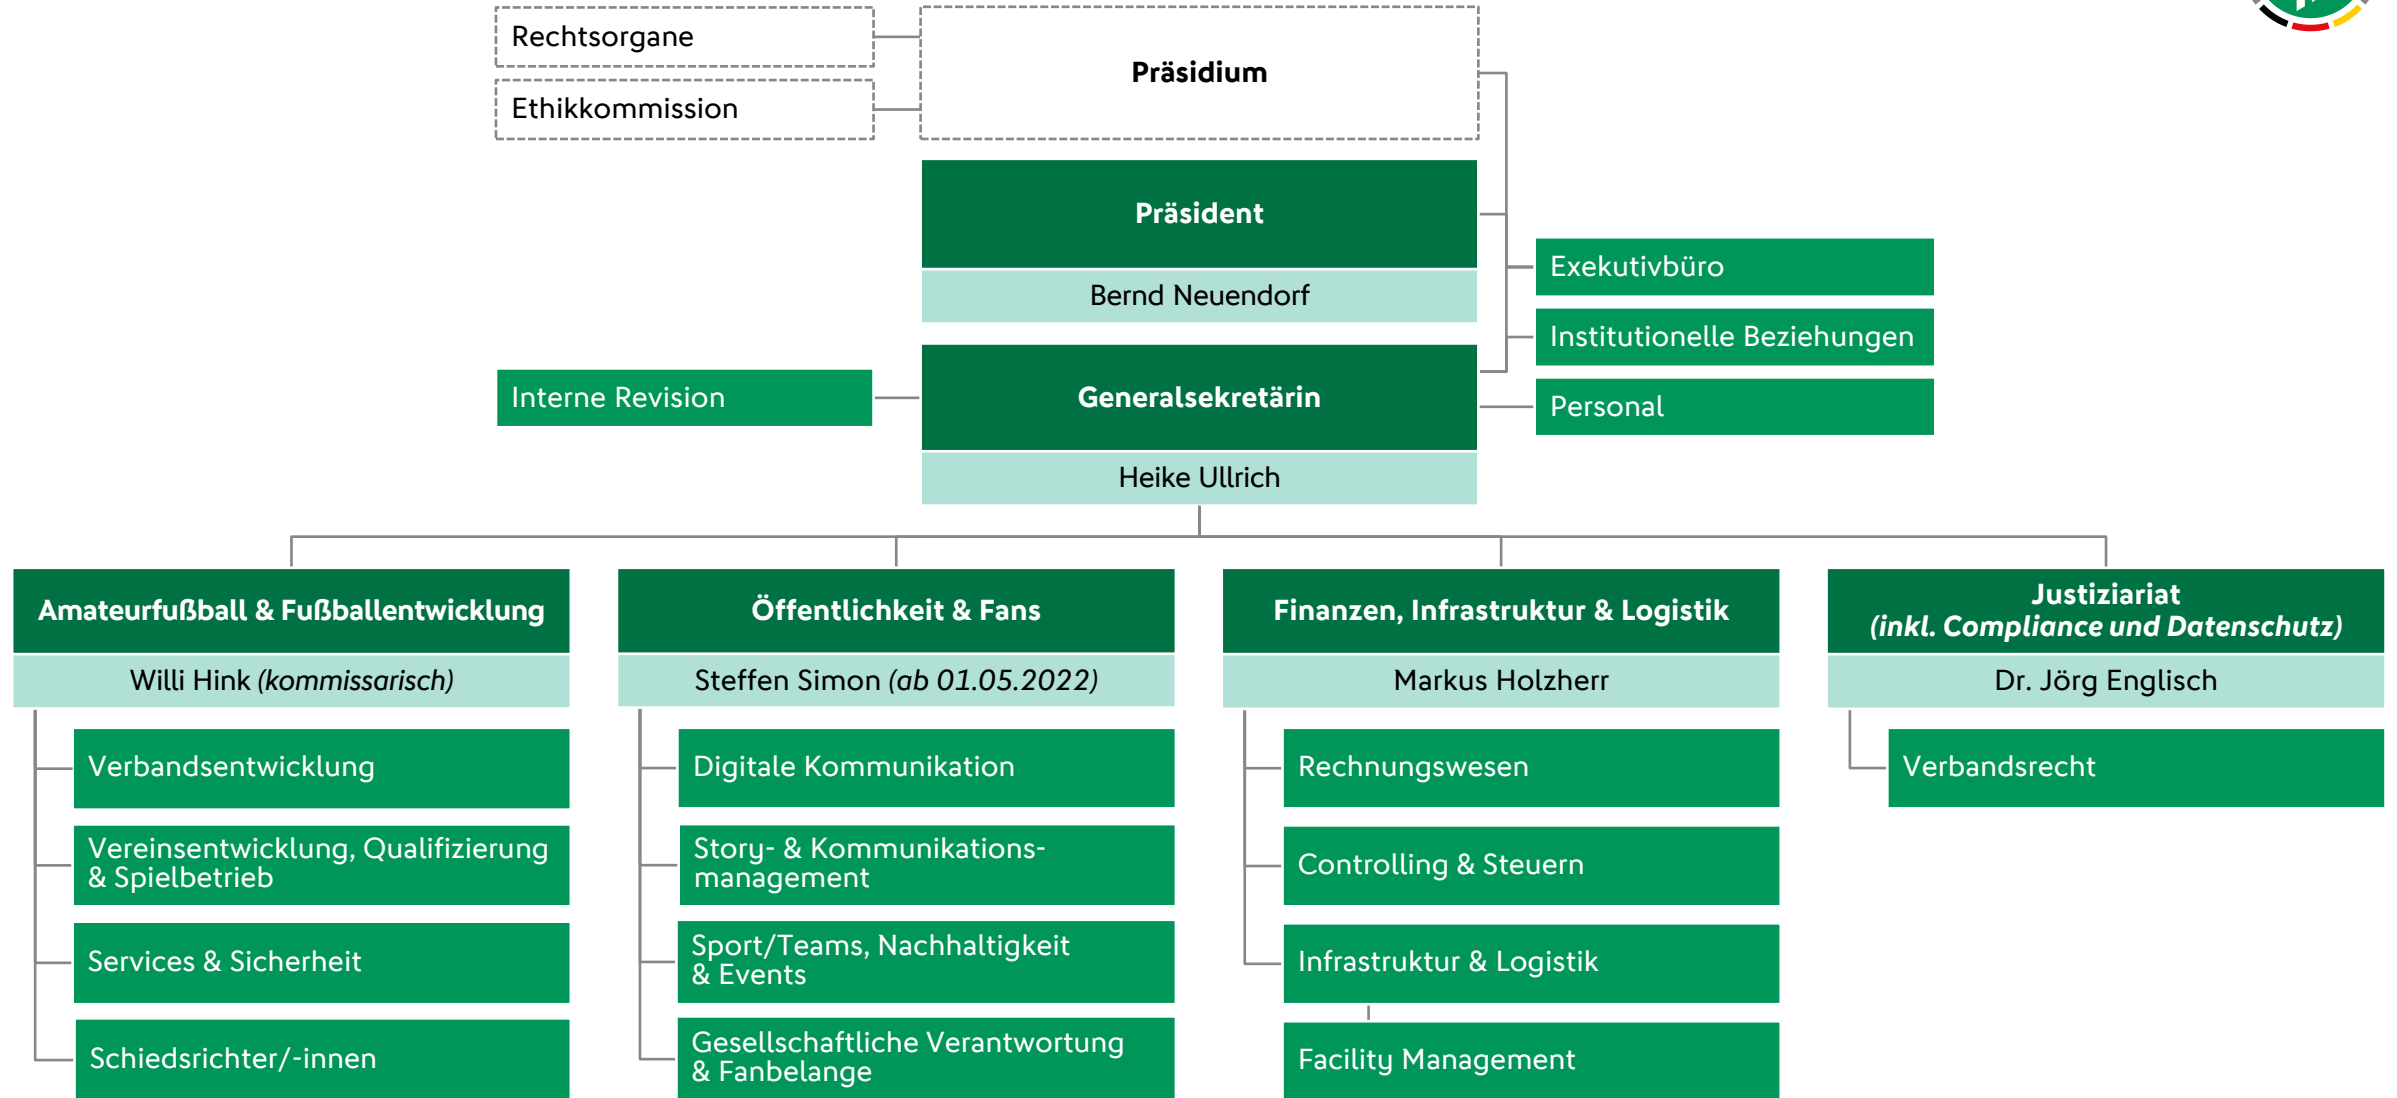 Rechtsorgane
Präsidium
Ethikkommission
Präsident
Bernd Neuendorf
Exekutivbüro
Institutionelle Beziehungen
Interne Revision
Generalsekretärin
Personal
Heike Ullrich
Amateurfußball & Fußballentwicklung
Willi Hink (kommissarisch)
Verbandsentwicklung
Vereinsentwicklung, Qualifizierung
& Spielbetrieb
Services & Sicherheit
Schiedsrichter/-innen
Öffentlichkeit & Fans
Steffen Simon (ab 01.05.2022)
Digitale Kommunikation
Story- & Kommunikations-
management
Sport/Teams, Nachhaltigkeit
& Events
Gesellschaftliche Verantwortung
& Fanbelange
Finanzen, Infrastruktur & Logistik
Markus Holzherr
Rechnungswesen
Controlling & Steuern
Infrastruktur & Logistik
Facility Management
Justiziariat
(inkl. Compliance und Datenschutz)
Dr. Jörg Englisch
Verbandsrecht